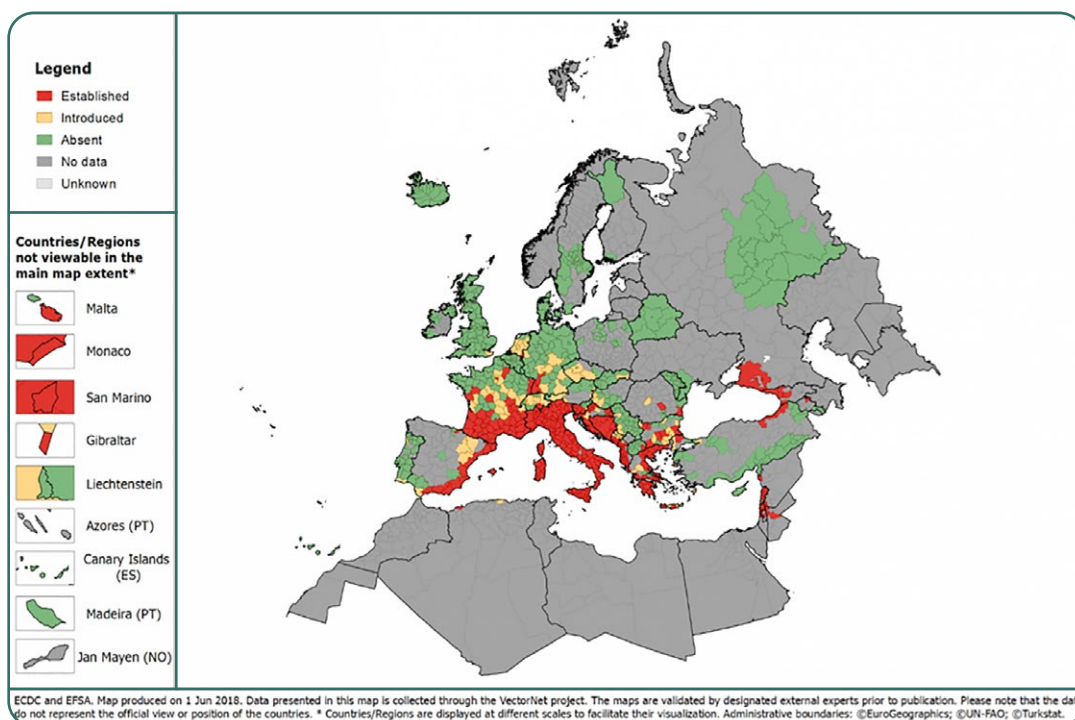 Legend
Established
Introduced
Absent
No data
Unknown
Countries/Regions
not viewable in the
main map extent*
Malta
Monaco
San Marino
Gibraltar
Liechtenstein
Azores (PT)
Canary Islands
(ES)
Madeira (PT)
Jan Mayen (NO)
ECDC and EFSA. Map produced on 1 Jun 2018. Data presented in this map is collected through the VectorNet project. The maps are validated by designated external experts prior to publication. Please note that the dat
do not represent the official view or position of the countries. * Countries/Regions are displayed at different scales to facilitate their visualization. Administrative boundaries: ©EuroGeographics; ©UN-FAO; ©Turkstat.